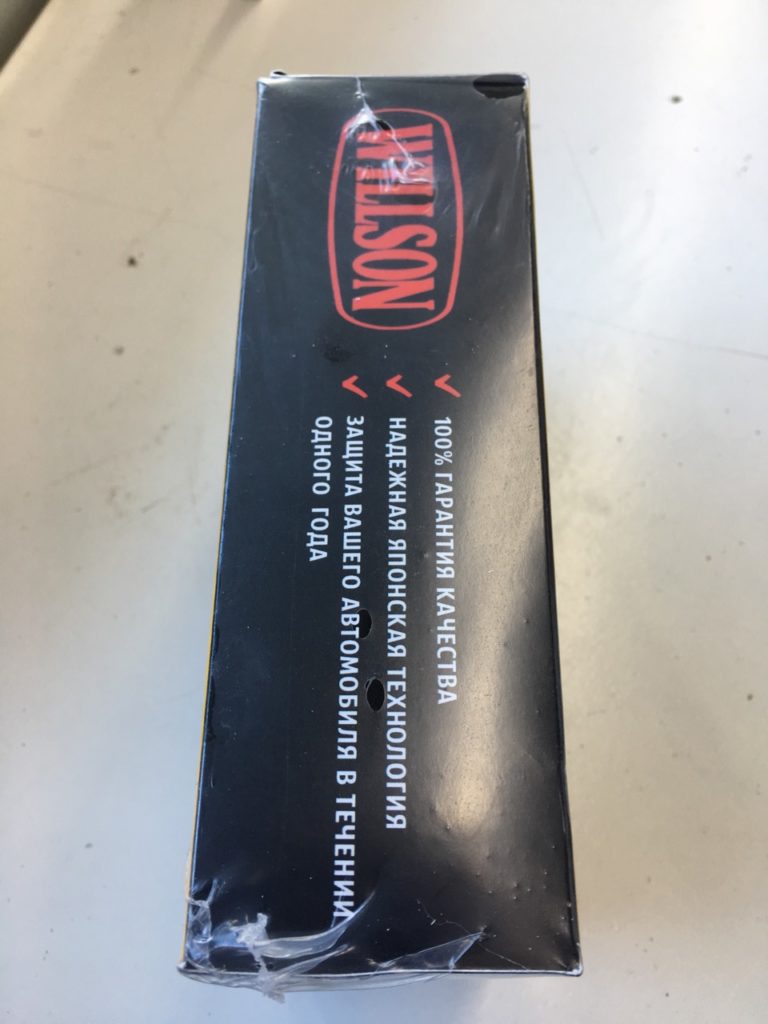 WILLSON
100% ГАРАНТИЯ КАЧЕСТВА
НАДЕЖНАЯ ЯПОНСКАЯ ТЕХНОЛОГИЯ
ЗАЩИТА ВАШЕГО АВТОМОБИЛЯ В ТЕЧЕНИИ
ОДНОГО ГОДА